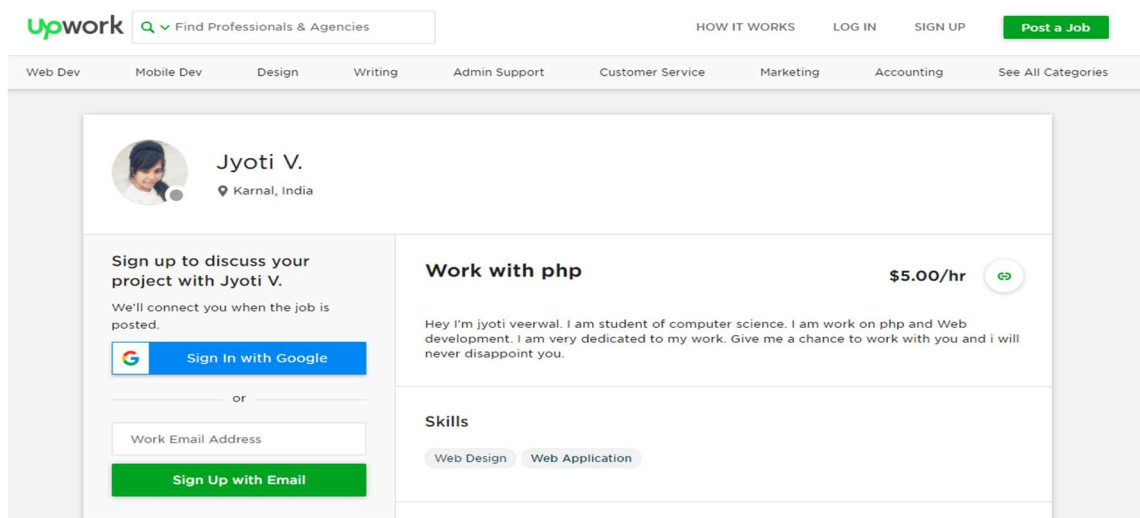 Upwork Find Professionals & Agencies HOW IT WORKS LOG IN SIGN UP Post a Job
Web Dev Mobile Dev Design Writing Admin Support Customer Service Marketing Accounting See All Categories
Jyoti V.
Karnal, India
Sign up to discuss your
project with Jyoti V.
We'll connect you when the job is
posted.
Sign In with Google
or
Work Email Address
Sign Up with Email
Work with php $5.00/hr
Hey I'm jyoti veerwal. I am student of computer science. I am work on php and Web
development. I am very dedicated to my work. Give me a chance to work with you and i will
never disappoint you.
Skills
Web Design Web Application